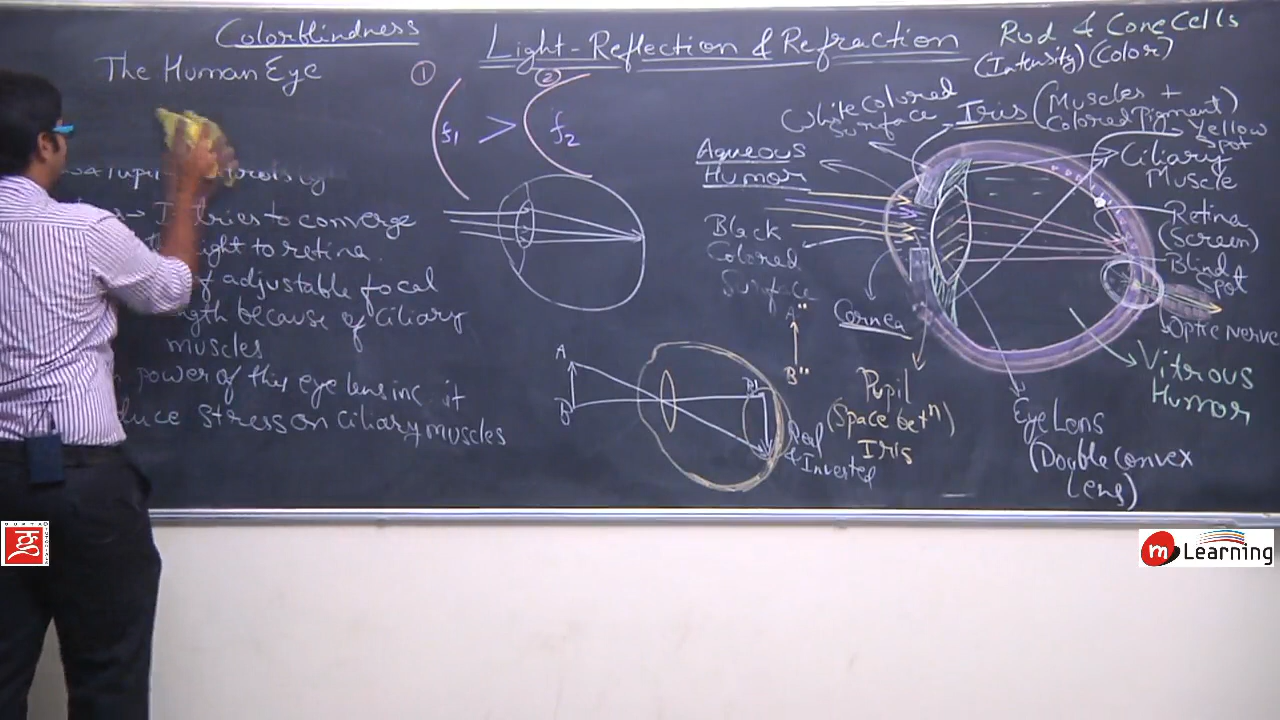 Colorblindness
The Human Eye
Light-Reflection & Refraction
Rod & Cone Cells
(Intensity) (Color)
① ②
f1 > f2
White Colored
Surface
Iris (Muscles +
Colored Pigment)
Yellow
Spot
Ciliary
Muscle
Retina
(Screen)
Blind
Spot
Optic Nerve
Vitrous
Humor
Aqueous
Humor
Black
Colored
Surface
Cornea
Pupil
(Space betn)
Iris
Eye Lens
(Double Convex
Lens)
It tries to converge
light to retina.
of adjustable focal
because of Ciliary
muscles
power of this eye lens inc. it
stress on Ciliary muscles
A
B
B'
A"
B"
Real
& Inverted
m Learning